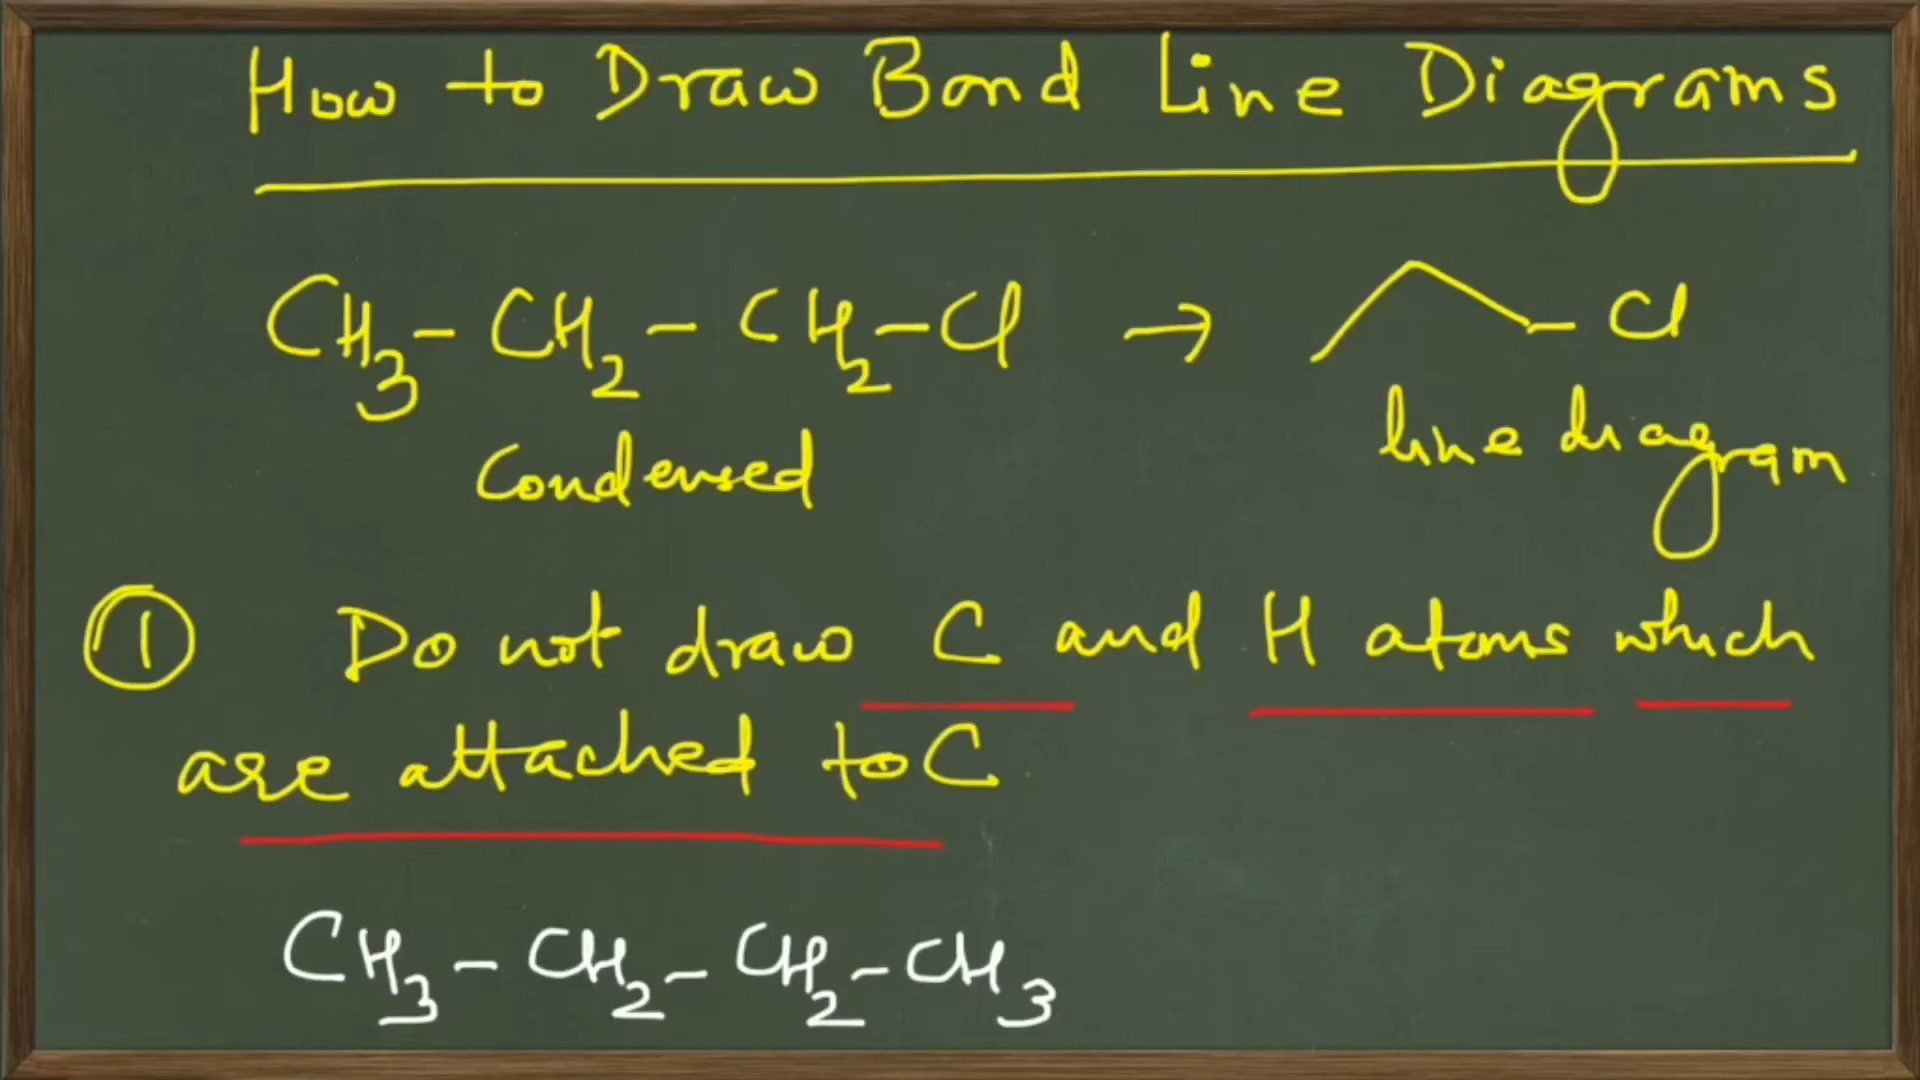 How to Draw Bond Line Diagrams
CH₃ - CH₂ - CH₂ - Cl → - Cl
Condensed
line diagram
① Do not draw C and H atoms which
are attached to C
CH₃ - CH₂ - CH₂ - CH₃